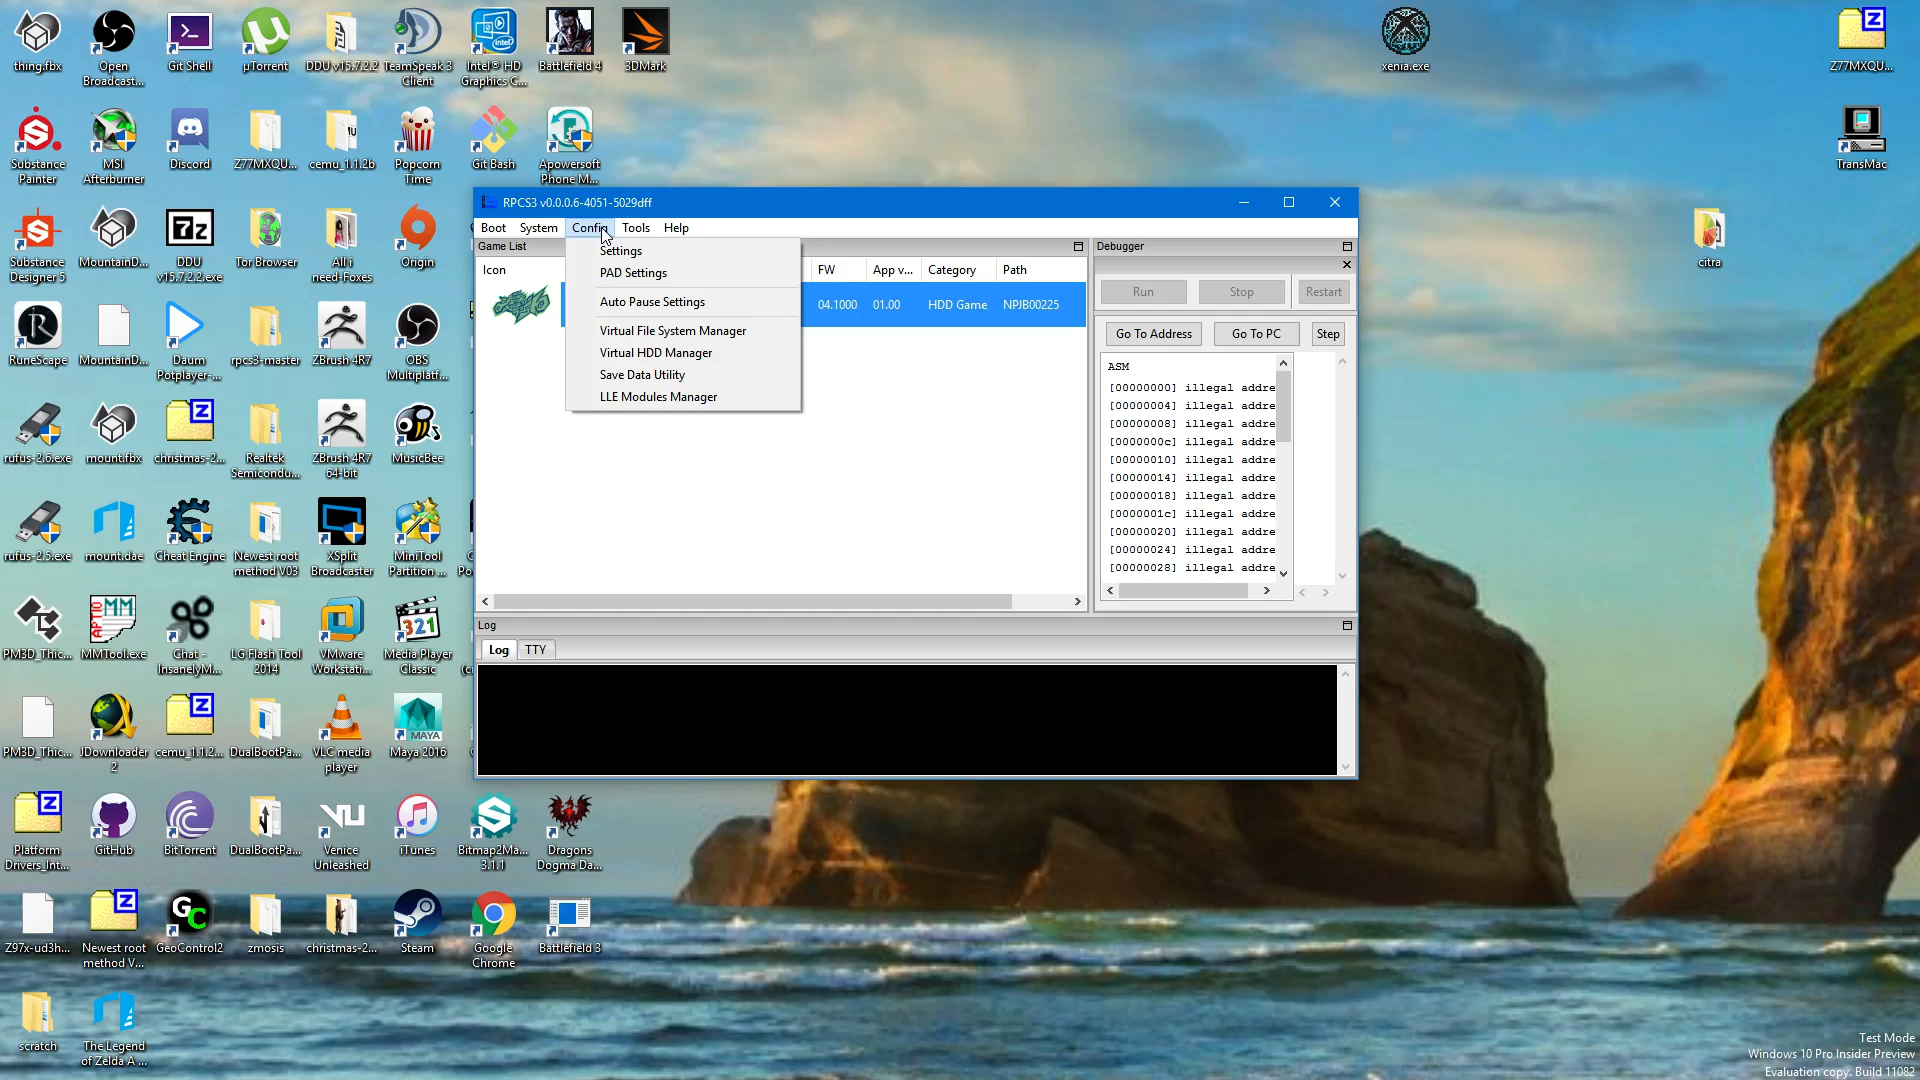 thing.fbx
Open
Broadcast...
Git Shell
µTorrent
DDU v15.7.2.2
TeamSpeak 3
Client
Intel® HD
Graphics C...
Battlefield 4
3DMark
xenia.exe
Z77MXQU...
Substance
Painter
MSI
Afterburner
Discord
Z77MXQU...
cemu_1.1.2b
Popcorn
Time
Git Bash
Apowersoft
Phone M...
TransMac
Substance
Designer 5
MountainD...
DDU
v15.7.2.2.exe
Tor Browser
All i
need-Foxes
Origin
citra
RPCS3 v0.0.0.6-4051-5029dff
Boot System Config Tools Help
Game List
Debugger
Icon
FW
App v...
Category
Path
04.1000
01.00
HDD Game
NPJB00225
Settings
PAD Settings
Auto Pause Settings
Virtual File System Manager
Virtual HDD Manager
Save Data Utility
LLE Modules Manager
Run
Stop
Restart
Go To Address
Go To PC
Step
ASM
[00000000] illegal addre
[00000004] illegal addre
[00000008] illegal addre
[0000000c] illegal addre
[00000010] illegal addre
[00000014] illegal addre
[00000018] illegal addre
[0000001c] illegal addre
[00000020] illegal addre
[00000024] illegal addre
[00000028] illegal addre
Log
Log
TTY
RuneScape
MountainD...
Daum
Potplayer-...
rpcs3-master
ZBrush 4R7
OBS
Multiplatf...
rufus-2.6.exe
mount.fbx
christmas-2...
Realtek
Semicondu...
ZBrush 4R7
64-bit
MusicBee
rufus-2.5.exe
mount.dae
Cheat Engine
Newest root
method V03
XSplit
Broadcaster
MiniTool
Partition ...
PM3D_Thic...
MMTool.exe
Chat -
InsanelyM...
LG Flash Tool
2014
VMware
Workstati...
Media Player
Classic
PM3D_Thic...
JDownloader
2
cemu_1.1.2...
DualBootPa...
VLC media
player
Maya 2016
Platform
Drivers_Int...
GitHub
BitTorrent
DualBootPa...
Venice
Unleashed
iTunes
Bitmap2Ma...
3.1.1
Dragons
Dogma Da...
Z97x-ud3h...
Newest root
method V...
GeoControl2
zmosis
christmas-2...
Steam
Google
Chrome
Battlefield 3
scratch
The Legend
of Zelda A ...
Test Mode
Windows 10 Pro Insider Preview
Evaluation copy. Build 11082